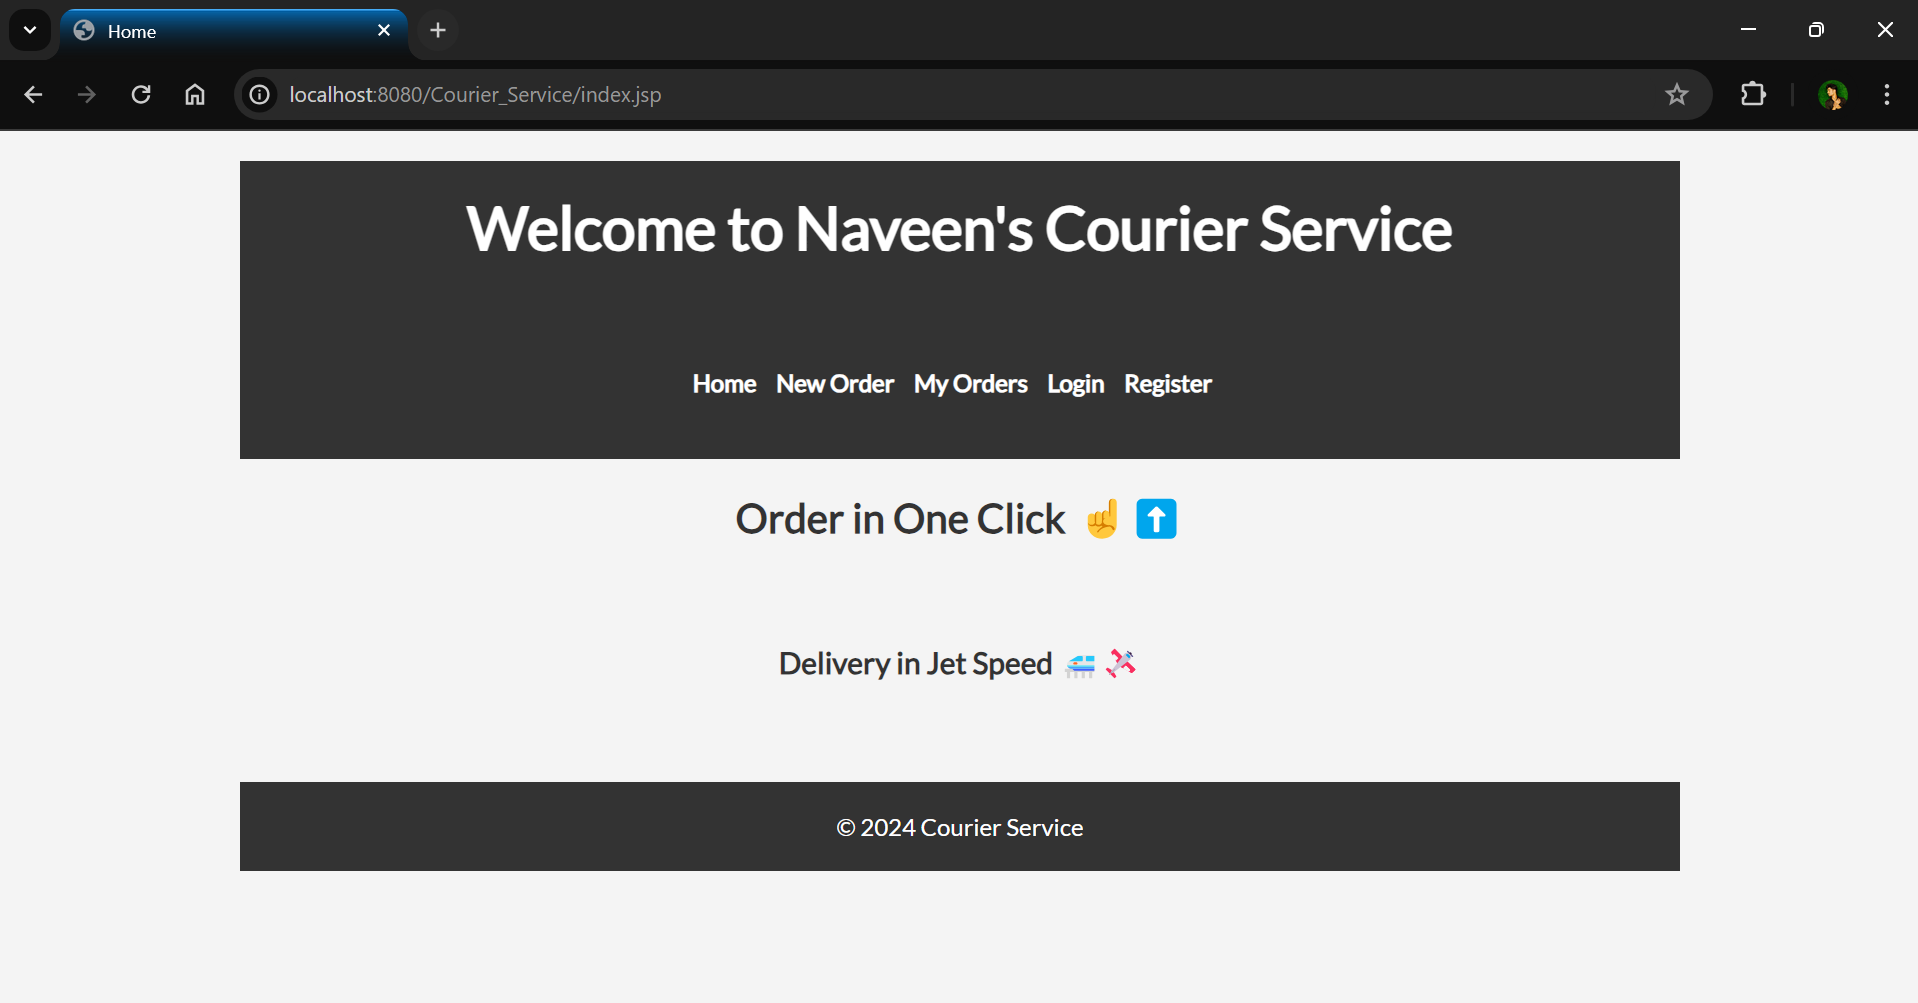 Home
localhost:8080/Courier_Service/index.jsp
Welcome to Naveen's Courier Service
Home New Order My Orders Login Register
Order in One Click ☝️ ⬆️
Delivery in Jet Speed 🚅 🛩️
© 2024 Courier Service